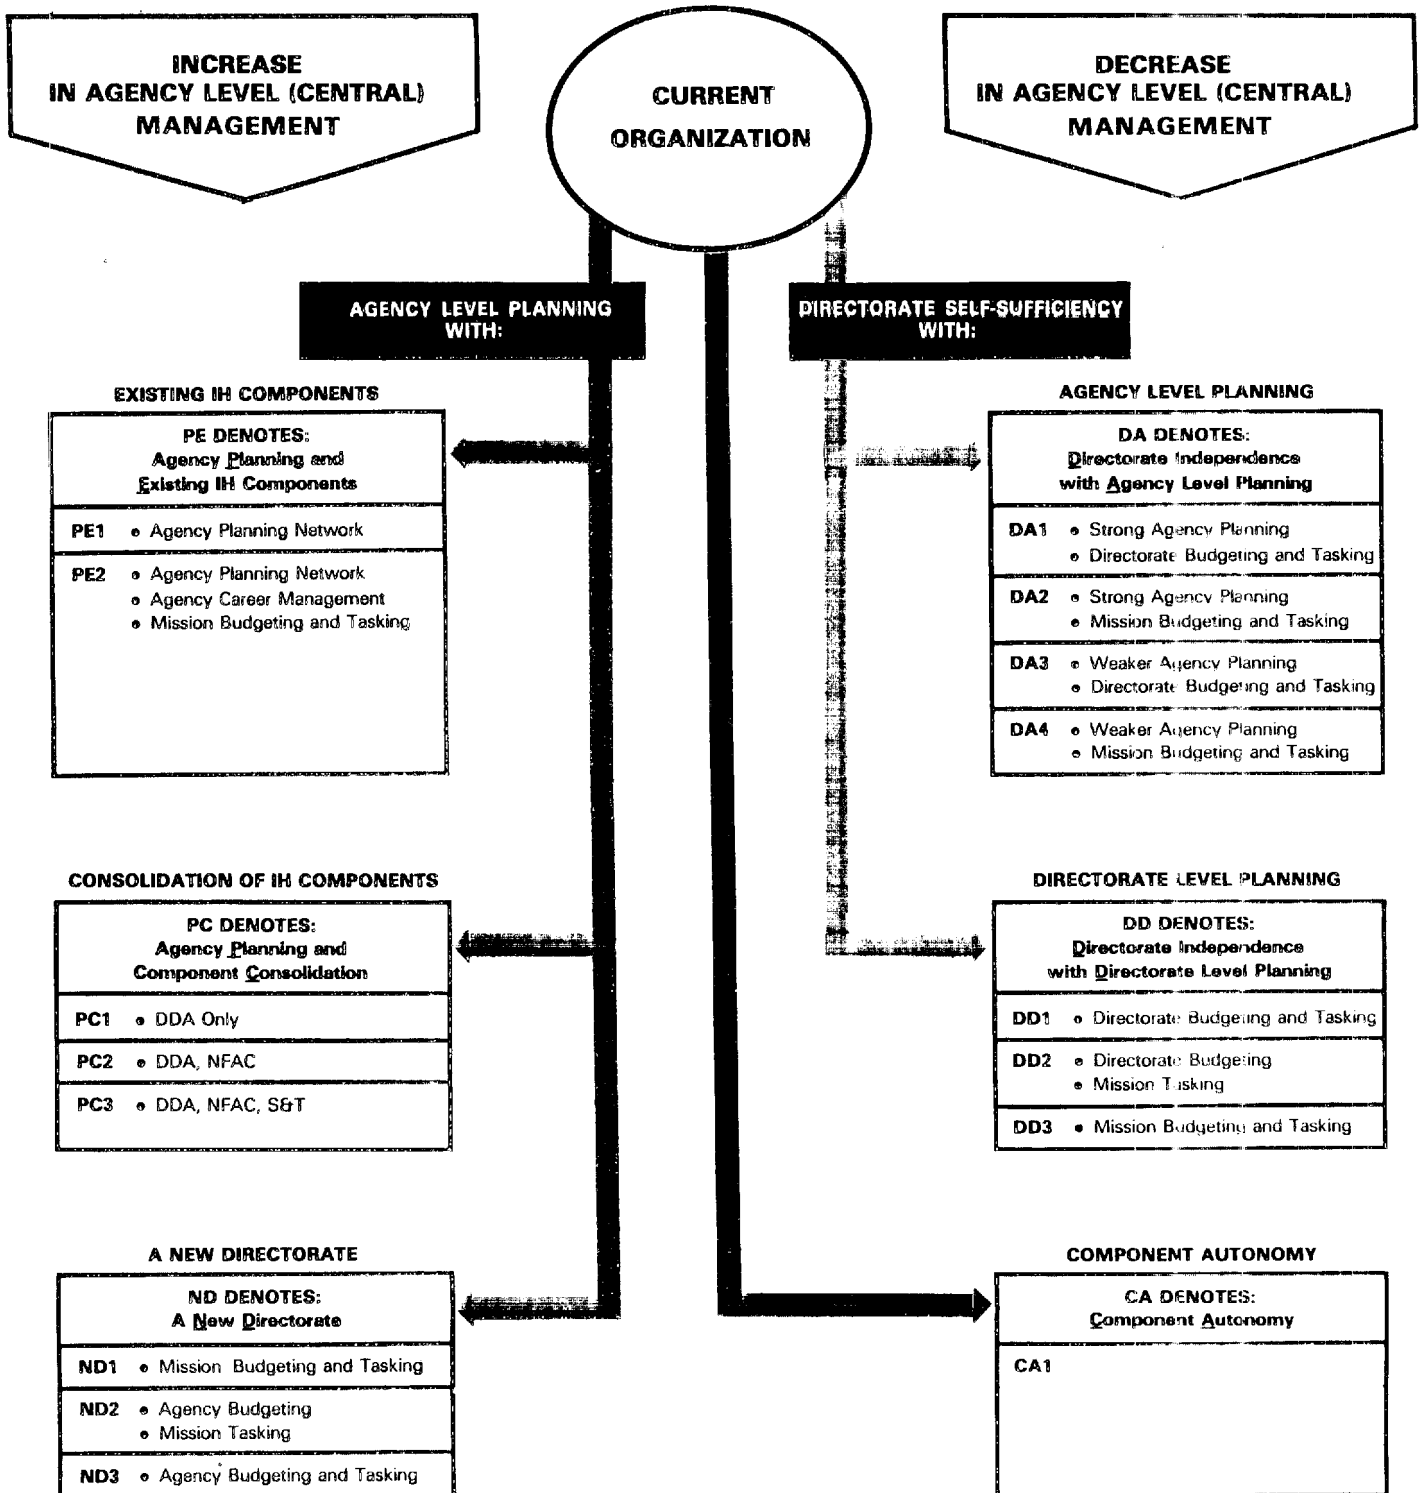 INCREASE
IN AGENCY LEVEL (CENTRAL)
MANAGEMENT
CURRENT
ORGANIZATION
DECREASE
IN AGENCY LEVEL (CENTRAL)
MANAGEMENT
AGENCY LEVEL PLANNING
WITH:
DIRECTORATE SELF-SUFFICIENCY
WITH:
EXISTING IH COMPONENTS
PE DENOTES:
Agency Planning and
Existing IH Components
PE1 • Agency Planning Network
PE2 • Agency Planning Network
• Agency Career Management
• Mission Budgeting and Tasking
AGENCY LEVEL PLANNING
DA DENOTES:
Directorate Independence
with Agency Level Planning
DA1 • Strong Agency Planning
• Directorate Budgeting and Tasking
DA2 • Strong Agency Planning
• Mission Budgeting and Tasking
DA3 • Weaker Agency Planning
• Directorate Budgeting and Tasking
DA4 • Weaker Agency Planning
• Mission Budgeting and Tasking
CONSOLIDATION OF IH COMPONENTS
PC DENOTES:
Agency Planning and
Component Consolidation
PC1 • DDA Only
PC2 • DDA, NFAC
PC3 • DDA, NFAC, S&T
DIRECTORATE LEVEL PLANNING
DD DENOTES:
Directorate Independence
with Directorate Level Planning
DD1 • Directorate Budgeting and Tasking
DD2 • Directorate Budgeting
• Mission Tasking
DD3 • Mission Budgeting and Tasking
A NEW DIRECTORATE
ND DENOTES:
A New Directorate
ND1 • Mission Budgeting and Tasking
ND2 • Agency Budgeting
• Mission Tasking
ND3 • Agency Budgeting and Tasking
COMPONENT AUTONOMY
CA DENOTES:
Component Autonomy
CA1